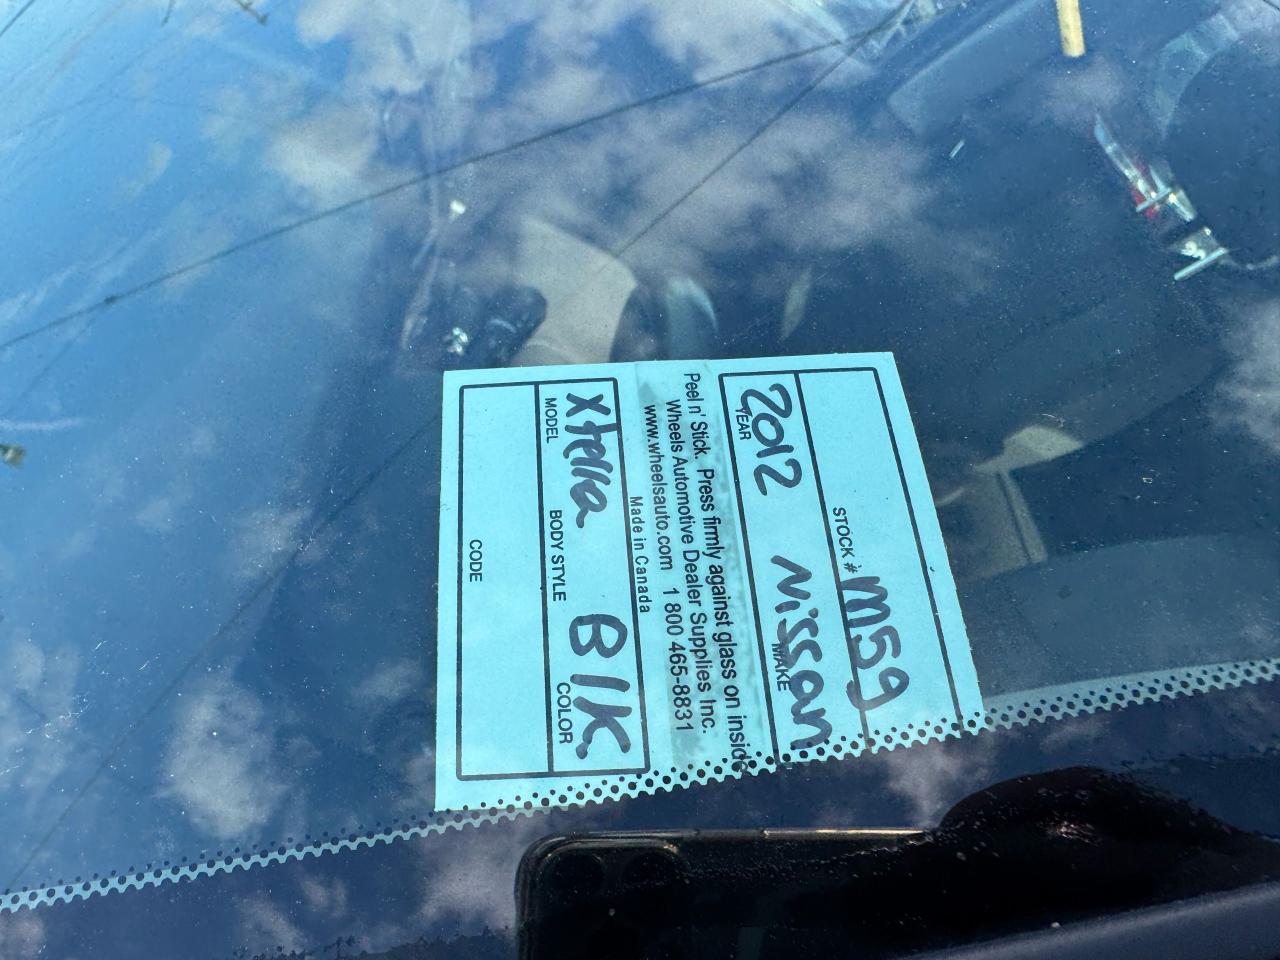 STOCK # M59
2012 Nissan
YEAR MAKE
Peel n' Stick. Press firmly against glass on inside
Wheels Automotive Dealer Supplies Inc.
www.wheelsauto.com 1 800 465-8831
Made in Canada
Xterra Blk
MODEL BODY STYLE COLOR
CODE